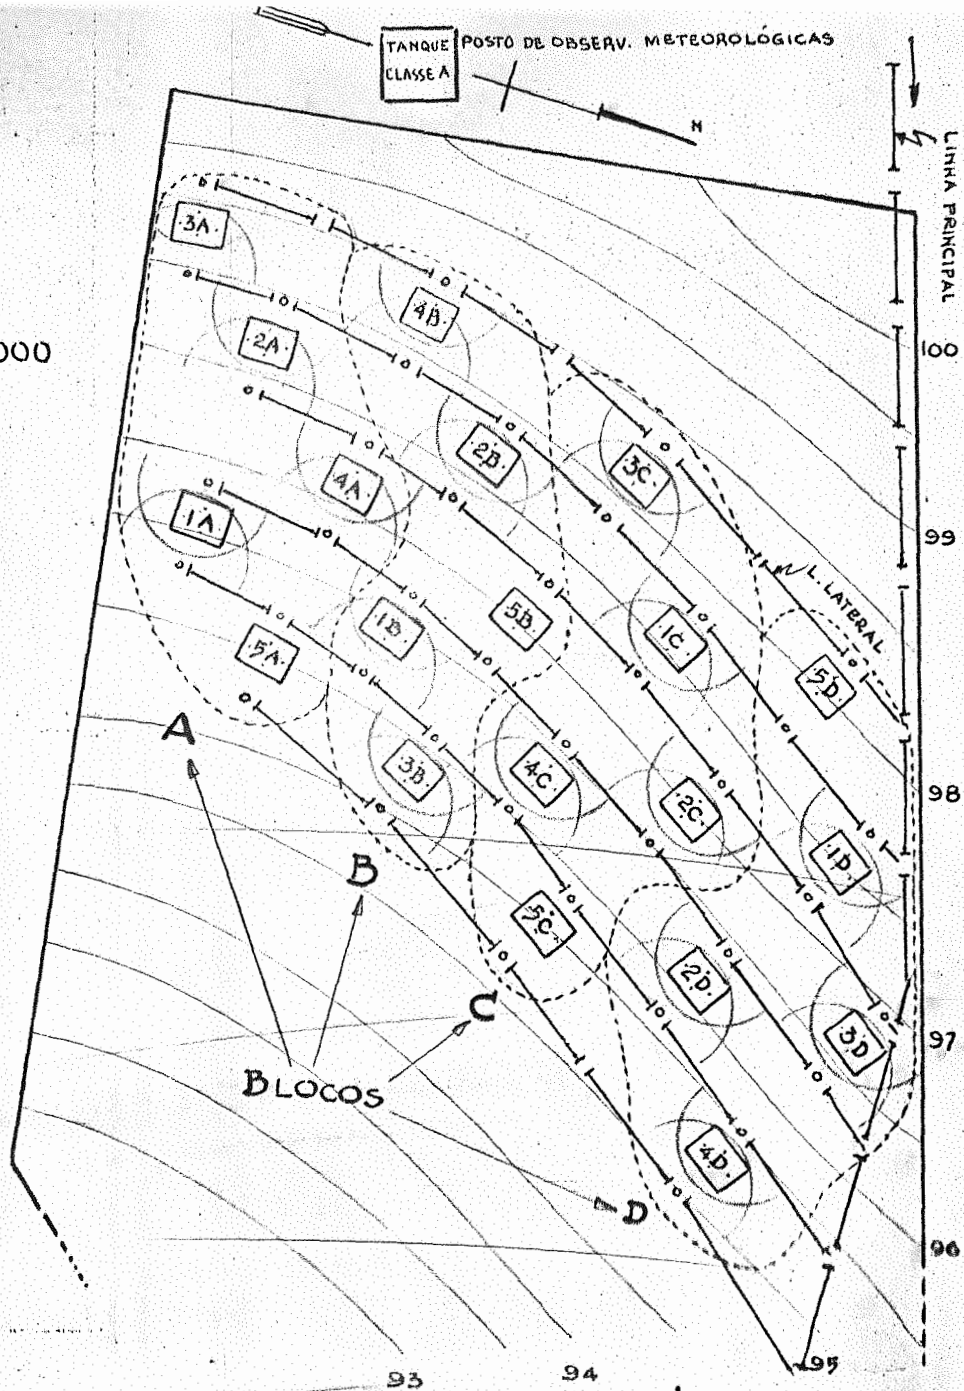 TANQUE
CLASSE A
POSTO DE OBSERV. METEOROLÓGICAS
N
LINHA PRINCIPAL
3A
4B
000
2A
100
2B
3C
4A
1A
99
L. LATERAL
5B
1B
1C
5A
5D
A
3B
4C
2C
98
1D
B
5C
2D
C
3D
97
BLOCOS
4D
D
96
95
93
94